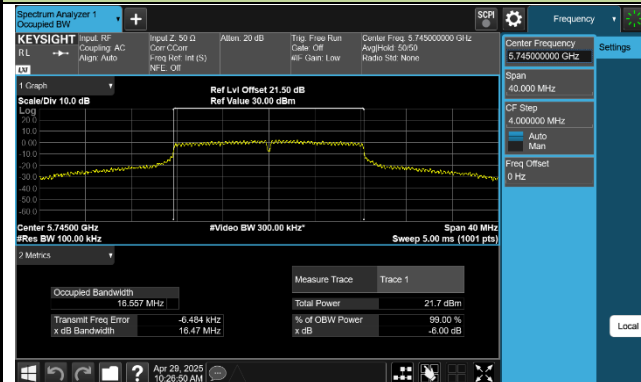 Spectrum Analyzer 1
Occupied BW
SCPI
Frequency
KEYSIGHT
RL
LXI
Input: RF
Coupling: AC
Align: Auto
Input Z: 50 Ω
Corr CCorr
Freq Ref: Int (S)
NFE: Off
Atten: 20 dB
Trig: Free Run
Gate: Off
#IF Gain: Low
Center Freq: 5.745000000 GHz
Avg|Hold: 50/50
Radio Std: None
Center Frequency
5.745000000 GHz
Settings
Span
40.000 MHz
CF Step
4.000000 MHz
Auto
Man
Freq Offset
0 Hz
Local
1 Graph
Scale/Div 10.0 dB
Ref Lvl Offset 21.50 dB
Ref Value 30.00 dBm
Log
20.0
10.0
0.00
-10.0
-20.0
-30.0
-40.0
-50.0
-60.0
Center 5.74500 GHz
#Res BW 100.00 kHz
#Video BW 300.00 kHz*
Span 40 MHz
Sweep 5.00 ms (1001 pts)
2 Metrics
Measure Trace
Trace 1
Occupied Bandwidth
16.557 MHz
Total Power
21.7 dBm
Transmit Freq Error
-6.484 kHz
% of OBW Power
99.00 %
x dB Bandwidth
16.47 MHz
x dB
-6.00 dB
?
Apr 29, 2025
10:26:50 AM